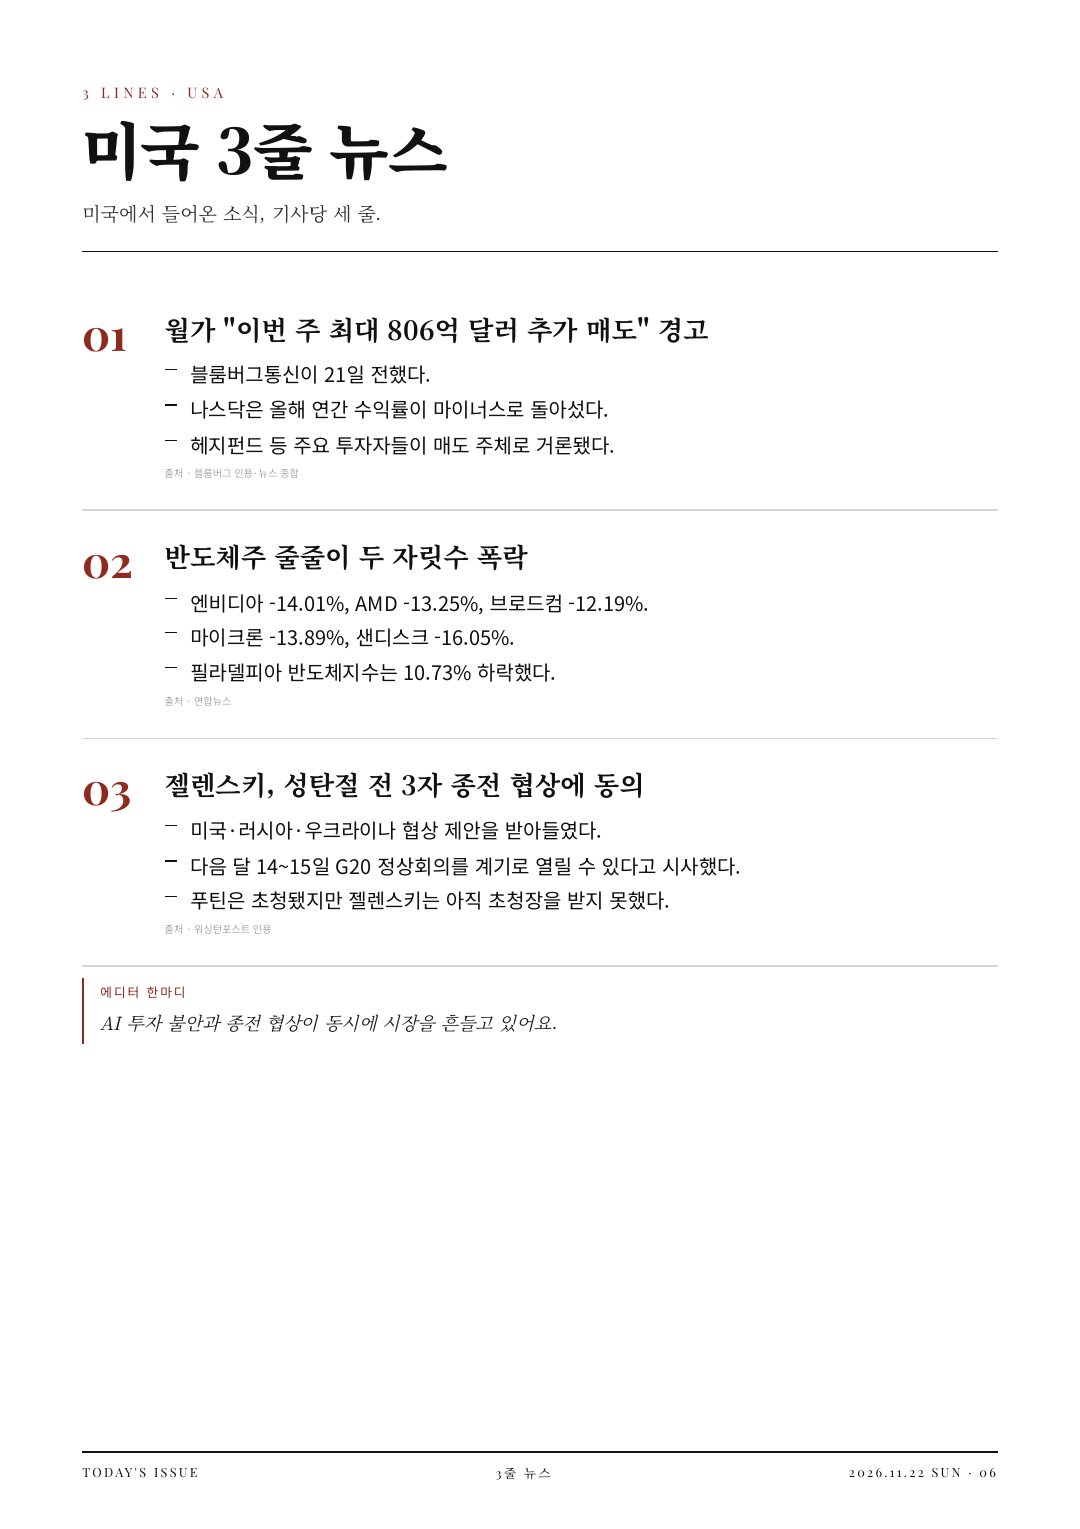 3 LINES · USA
미국 3줄 뉴스
미국에서 들어온 소식, 기사당 세 줄.
01
월가 "이번 주 최대 806억 달러 추가 매도" 경고
— 블룸버그통신이 21일 전했다.
— 나스닥은 올해 연간 수익률이 마이너스로 돌아섰다.
— 헤지펀드 등 주요 투자자들이 매도 주체로 거론됐다.
출처 · 블룸버그 인용·뉴스 종합
02
반도체주 줄줄이 두 자릿수 폭락
— 엔비디아 -14.01%, AMD -13.25%, 브로드컴 -12.19%.
— 마이크론 -13.89%, 샌디스크 -16.05%.
— 필라델피아 반도체지수는 10.73% 하락했다.
출처 · 연합뉴스
03
젤렌스키, 성탄절 전 3자 종전 협상에 동의
— 미국·러시아·우크라이나 협상 제안을 받아들였다.
— 다음 달 14~15일 G20 정상회의를 계기로 열릴 수 있다고 시사했다.
— 푸틴은 초청됐지만 젤렌스키는 아직 초청장을 받지 못했다.
출처 · 워싱턴포스트 인용
에디터 한마디
AI 투자 불안과 종전 협상이 동시에 시장을 흔들고 있어요.
TODAY'S ISSUE
3줄 뉴스
2026.11.22 SUN · 06